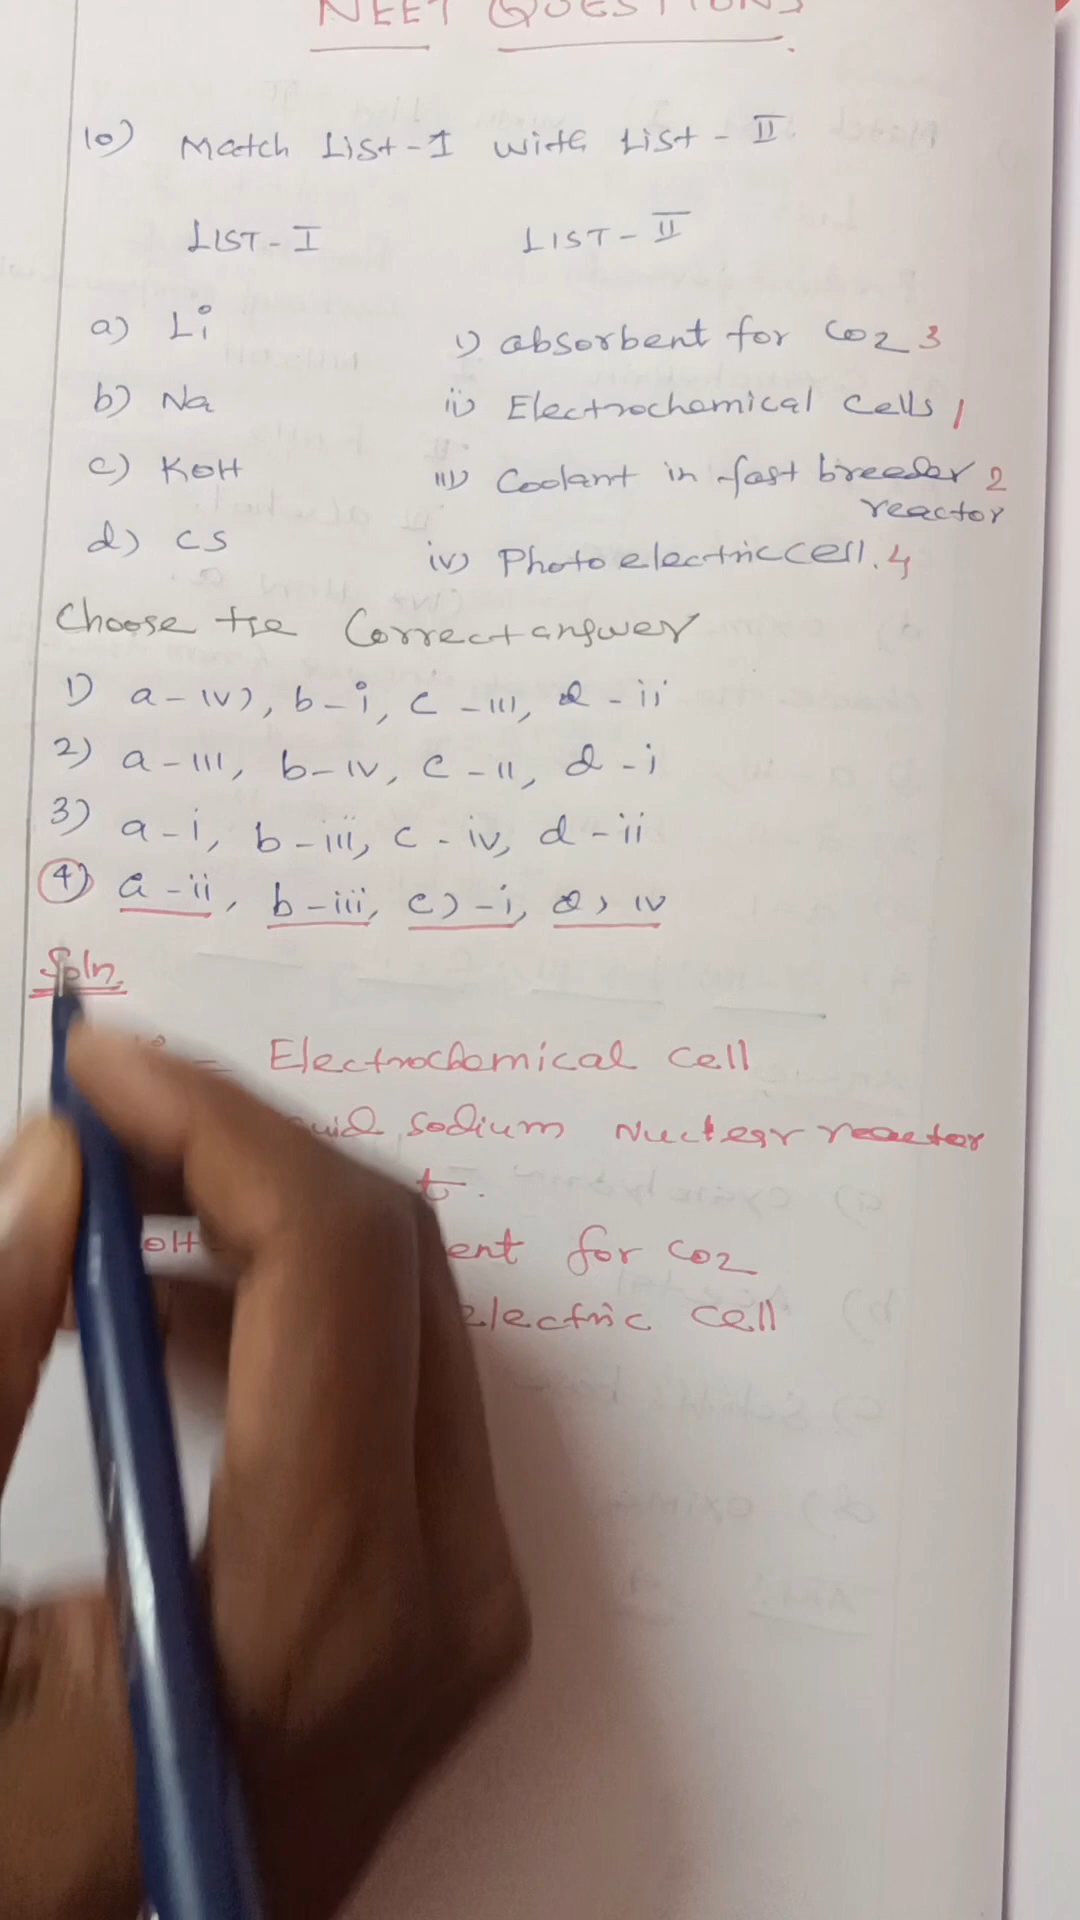 NEET QUESTIONS
10) Match List-I with List-II
LIST-I LIST-II
a) Li i) absorbent for CO2 3
b) Na ii) Electrochemical cells 1
c) KOH iii) Coolant in fast breeder 2
reactor
d) CS iv) Photo electric cell. 4
Choose the Correct answer
1) a-iv), b-i, c-iii, d-ii
2) a-iii, b-iv, c-ii, d-i
3) a-i, b-iii, c-iv, d-ii
4) a-ii, b-iii, c)-i, d) iv
Soln.
- Electrochemical cell
sodium Nuclear reactor
for CO2
electric cell